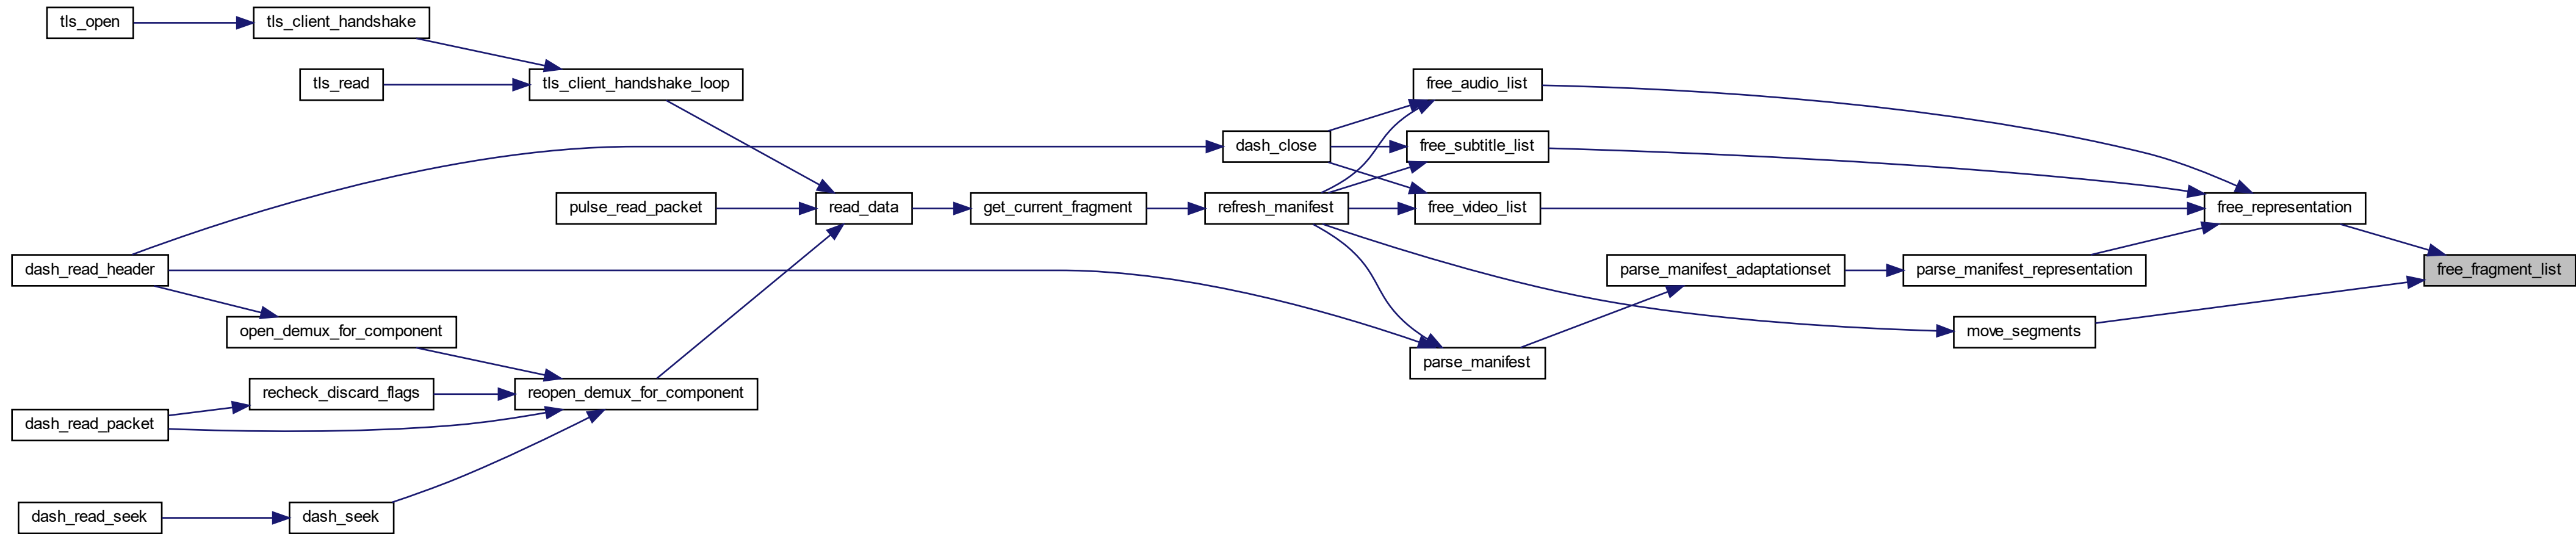 tls_open
tls_client_handshake
tls_read
tls_client_handshake_loop
free_audio_list
dash_close
free_subtitle_list
pulse_read_packet
read_data
get_current_fragment
refresh_manifest
free_video_list
free_representation
dash_read_header
parse_manifest_adaptationset
parse_manifest_representation
free_fragment_list
open_demux_for_component
move_segments
parse_manifest
recheck_discard_flags
reopen_demux_for_component
dash_read_packet
dash_read_seek
dash_seek